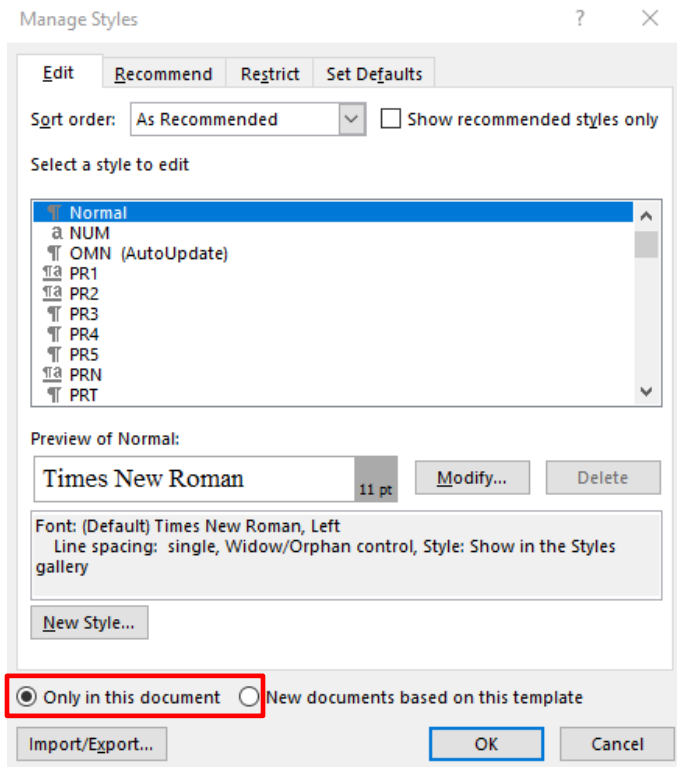 Manage Styles ?
Edit Recommend Restrict Set Defaults
Sort order: As Recommended Show recommended styles only
Select a style to edit
¶ Normal
a NUM
¶ OMN (AutoUpdate)
¶a PR1
¶a PR2
¶ PR3
¶ PR4
¶ PR5
¶a PRN
¶ PRT
Preview of Normal:
Times New Roman 11 pt Modify... Delete
Font: (Default) Times New Roman, Left
Line spacing: single, Widow/Orphan control, Style: Show in the Styles
gallery
New Style...
Only in this document New documents based on this template
Import/Export... OK Cancel